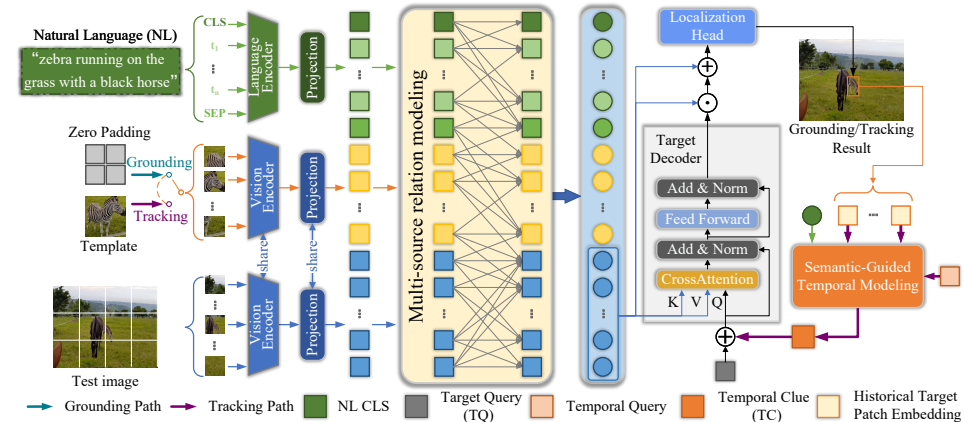 Natural Language (NL)
“zebra running on the
grass with a black horse”
CLS
t₁
...
tₙ
SEP
Language
Encoder
Projection
...
Zero Padding
Grounding
Tracking
Template
...
Vision
Encoder
Projection
...
share
share
Test image
...
Vision
Encoder
Projection
...
Multi-source relation modeling
Localization
Head
Target
Decoder
Add & Norm
Feed Forward
Add & Norm
CrossAttention
K V Q
Grounding/Tracking
Result
...
Semantic-Guided
Temporal Modeling
Grounding Path
Tracking Path
NL CLS
Target Query
(TQ)
Temporal Query
Temporal Clue
(TC)
Historical Target
Patch Embedding